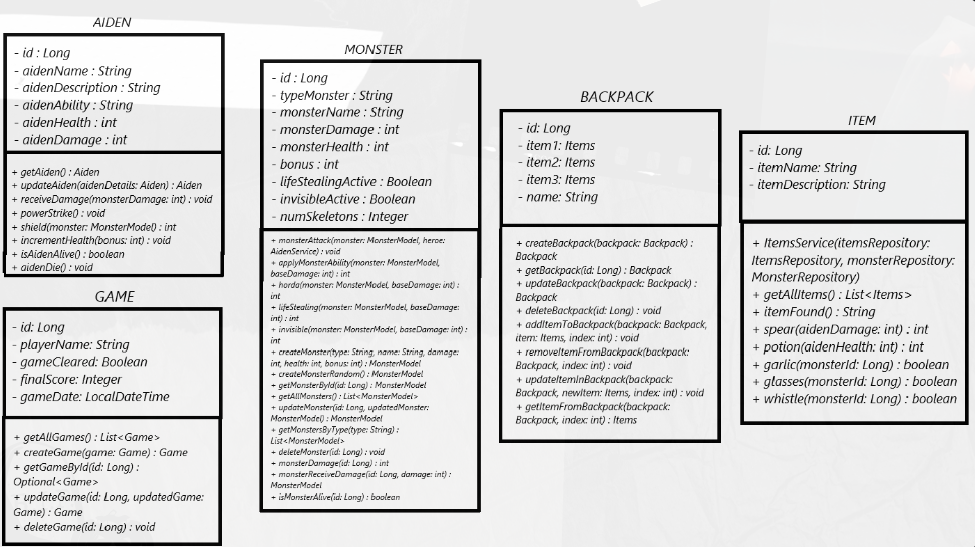 AIDEN
- id : Long
- aidenName : String
- aidenDescription : String
- aidenAbility : String
- aidenHealth : int
- aidenDamage : int
+ getAiden() : Aiden
+ updateAiden(aidenDetails: Aiden) : Aiden
+ receiveDamage(monsterDamage: int) : void
+ powerStrike() : void
+ shield(monster: MonsterModel) : int
+ incrementHealth(bonus: int) : void
+ isAidenAlive() : boolean
+ aidenDie() : void
GAME
- id: Long
- playerName: String
- gameCleared: Boolean
- finalScore: Integer
- gameDate: LocalDateTime
+ getAllGames() : List<Game>
+ createGame(game: Game) : Game
+ getGameById(id: Long) :
Optional<Game>
+ updateGame(id: Long, updatedGame:
Game) : Game
+ deleteGame(id: Long) : void
MONSTER
- id : Long
- typeMonster : String
- monsterName : String
- monsterDamage : int
- monsterHealth : int
- bonus : int
- lifeStealingActive : Boolean
- invisibleActive : Boolean
- numSkeletons : Integer
+ monsterAttack(monster: MonsterModel, heroe:
AidenService) : void
+ applyMonsterAbility(monster: MonsterModel,
baseDamage: int) : int
+ horda(monster: MonsterModel, baseDamage: int) :
int
+ lifeStealing(monster: MonsterModel, baseDamage:
int) : int
+ invisible(monster: MonsterModel, baseDamage: int) :
int
+ createMonster(type: String, name: String, damage:
int, health: int, bonus: int) : MonsterModel
+ createMonsterRandom() : MonsterModel
+ getMonsterById(id: Long) : MonsterModel
+ getAllMonsters() : List<MonsterModel>
+ updateMonster(id: Long, updatedMonster:
MonsterModel) : MonsterModel
+ getMonstersByType(type: String) :
List<MonsterModel>
+ deleteMonster(id: Long) : void
+ monsterDamage(id: Long) : int
+ monsterReceiveDamage(id: Long, damage: int) :
MonsterModel
+ isMonsterAlive(id: Long) : boolean
BACKPACK
- id: Long
- item1: Items
- item2: Items
- item3: Items
- name: String
+ createBackpack(backpack: Backpack) :
Backpack
+ getBackpack(id: Long) : Backpack
+ updateBackpack(backpack: Backpack) :
Backpack
+ deleteBackpack(id: Long) : void
+ addItemToBackpack(backpack: Backpack,
item: Items, index: int) : void
+ removeItemFromBackpack(backpack:
Backpack, index: int) : void
+ updateItemInBackpack(backpack:
Backpack, newItem: Items, index: int) : void
+ getItemFromBackpack(backpack:
Backpack, index: int) : Items
ITEM
- id: Long
- itemName: String
- itemDescription: String
+ ItemsService(itemsRepository:
ItemsRepository, monsterRepository:
MonsterRepository)
+ getAllItems() : List<Items>
+ itemFound() : String
+ spear(aidenDamage: int) : int
+ potion(aidenHealth: int) : int
+ garlic(monsterId: Long) : boolean
+ glasses(monsterId: Long) : boolean
+ whistle(monsterId: Long) : boolean